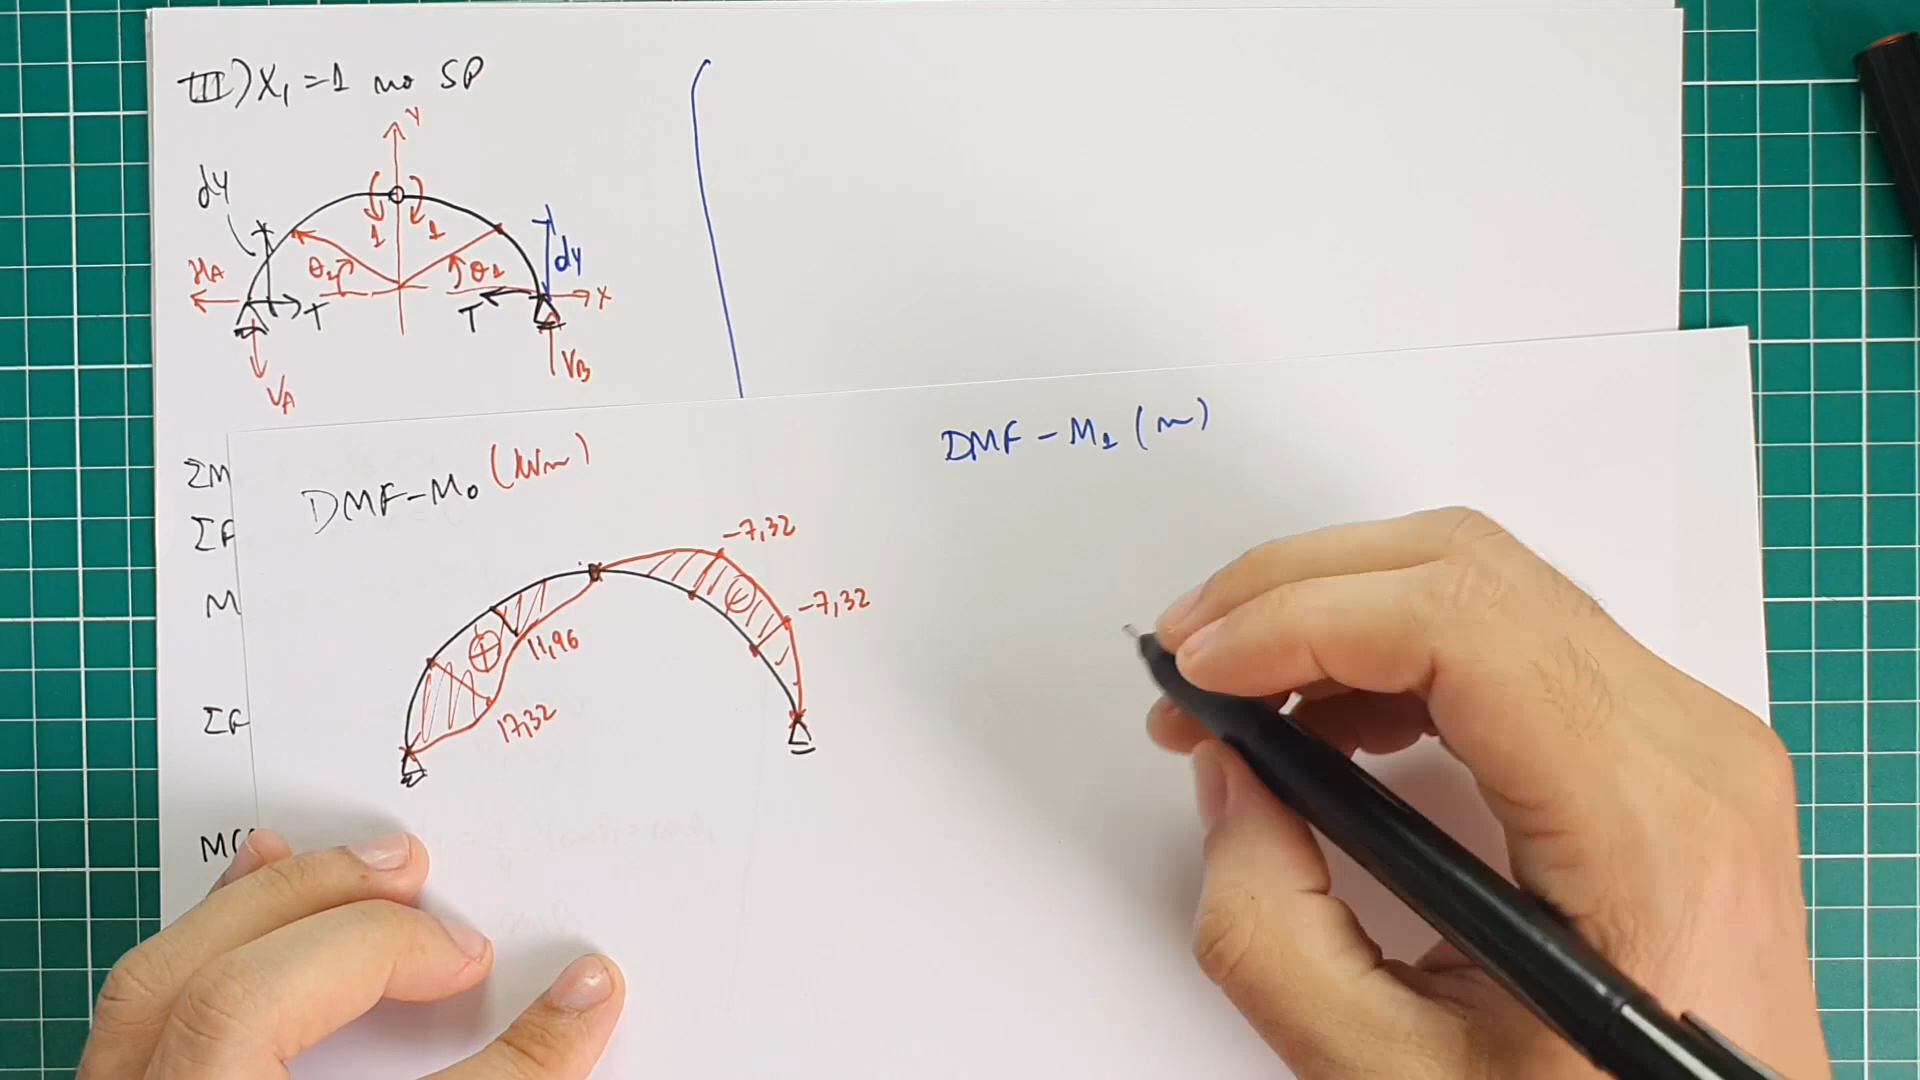 III) X₁ = 1 no SP
Y
dy
1 1
HA θ₂ θ1 dy
T T X
VA VB
ΣM
ΣF
M
ΣF
M(
DMF - M₀ (kNm)
-7,32
-7,32
+ 11,96 -
17,32
DMF - M₁ (m)